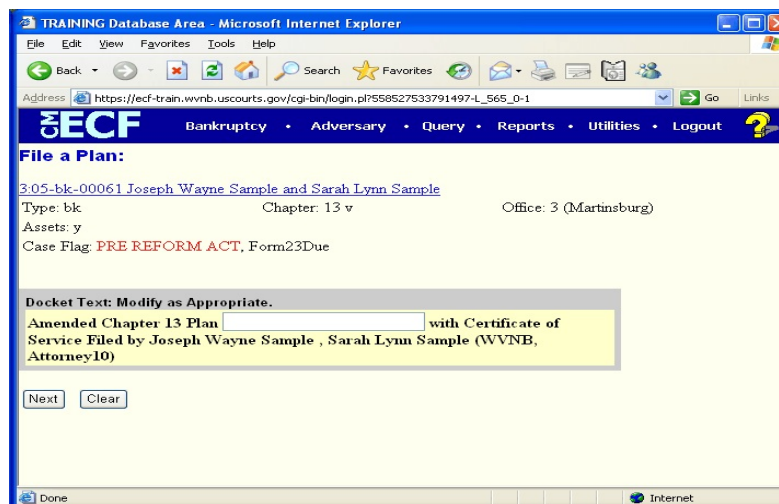 TRAINING Database Area - Microsoft Internet Explorer
File Edit View Favorites Tools Help
Back Search Favorites
Address https://ecf-train.wvnb.uscourts.gov/cgi-bin/login.pl?558527533791497-L_565_0-1 Go Links
CM ECF Bankruptcy • Adversary • Query • Reports • Utilities • Logout ?
File a Plan:
3:05-bk-00061 Joseph Wayne Sample and Sarah Lynn Sample
Type: bk Chapter: 13 v Office: 3 (Martinsburg)
Assets: y
Case Flag: PRE REFORM ACT, Form23Due
Docket Text: Modify as Appropriate.
Amended Chapter 13 Plan with Certificate of
Service Filed by Joseph Wayne Sample , Sarah Lynn Sample (WVNB,
Attorney10)
Next Clear
Done Internet